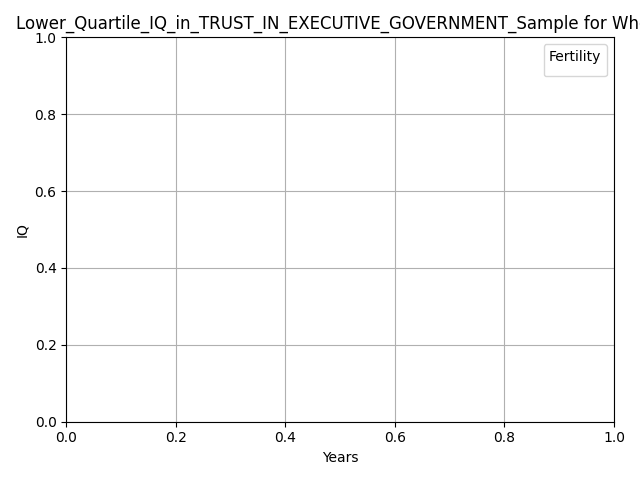 Lower_Quartile_IQ_in_TRUST_IN_EXECUTIVE_GOVERNMENT_Sample for Wh
Fertility
1.0
0.8
0.6
0.4
0.2
0.0
IQ
0.0 0.2 0.4 0.6 0.8 1.0
Years